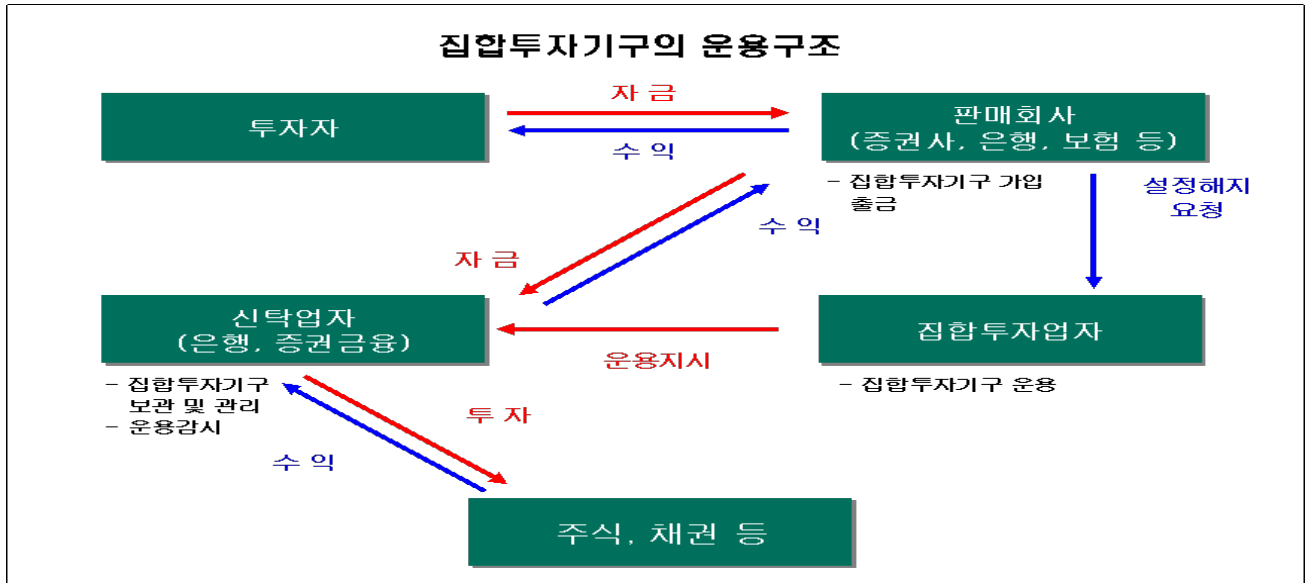 집합투자기구의 운용구조
투자자
자 금
수 익
판매회사
(증권사, 은행, 보험 등)
- 집합투자기구 가입
출금
설정해지
요청
자 금
수 익
신탁업자
(은행, 증권금융)
- 집합투자기구
보관 및 관리
- 운용감시
운용지시
집합투자업자
- 집합투자기구 운용
투 자
수 익
주식, 채권 등